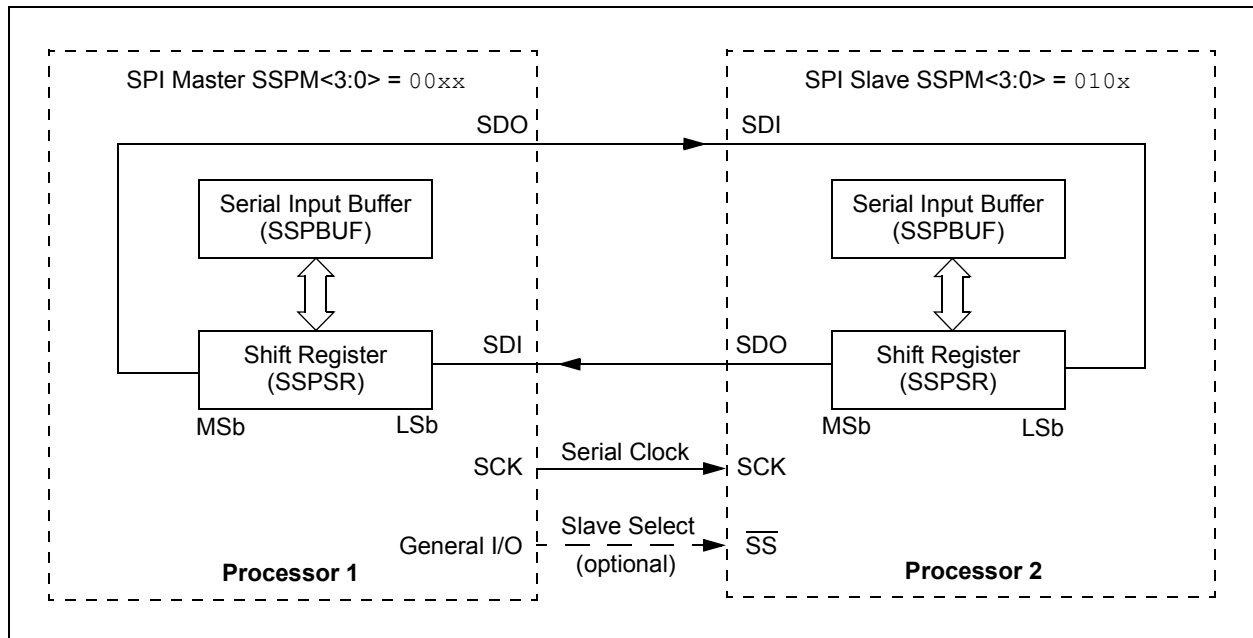 SPI Master SSPM<3:0> = 00xx
SDO
Serial Input Buffer
(SSPBUF)
Shift Register
(SSPSR)
MSb
LSb
SDI
SCK
General I/O
Processor 1
Serial Clock
Slave Select
(optional)
SPI Slave SSPM<3:0> = 010x
SDI
Serial Input Buffer
(SSPBUF)
SDO
Shift Register
(SSPSR)
MSb
LSb
SCK
S̅S̅
Processor 2